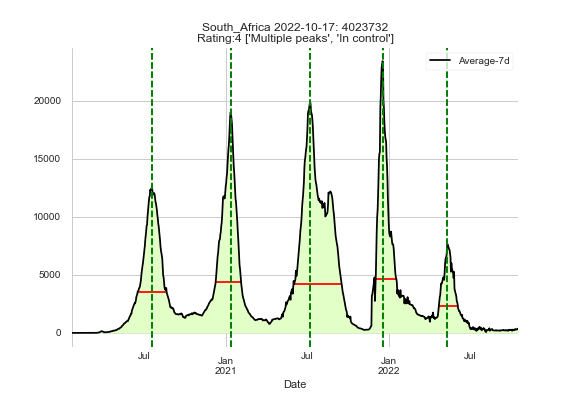 South_Africa 2022-10-17: 4023732
Rating:4 ['Multiple peaks', 'In control']
Average-7d
20000
15000
10000
5000
0
Jul
Jan
2021
Jul
Jan
2022
Jul
Date